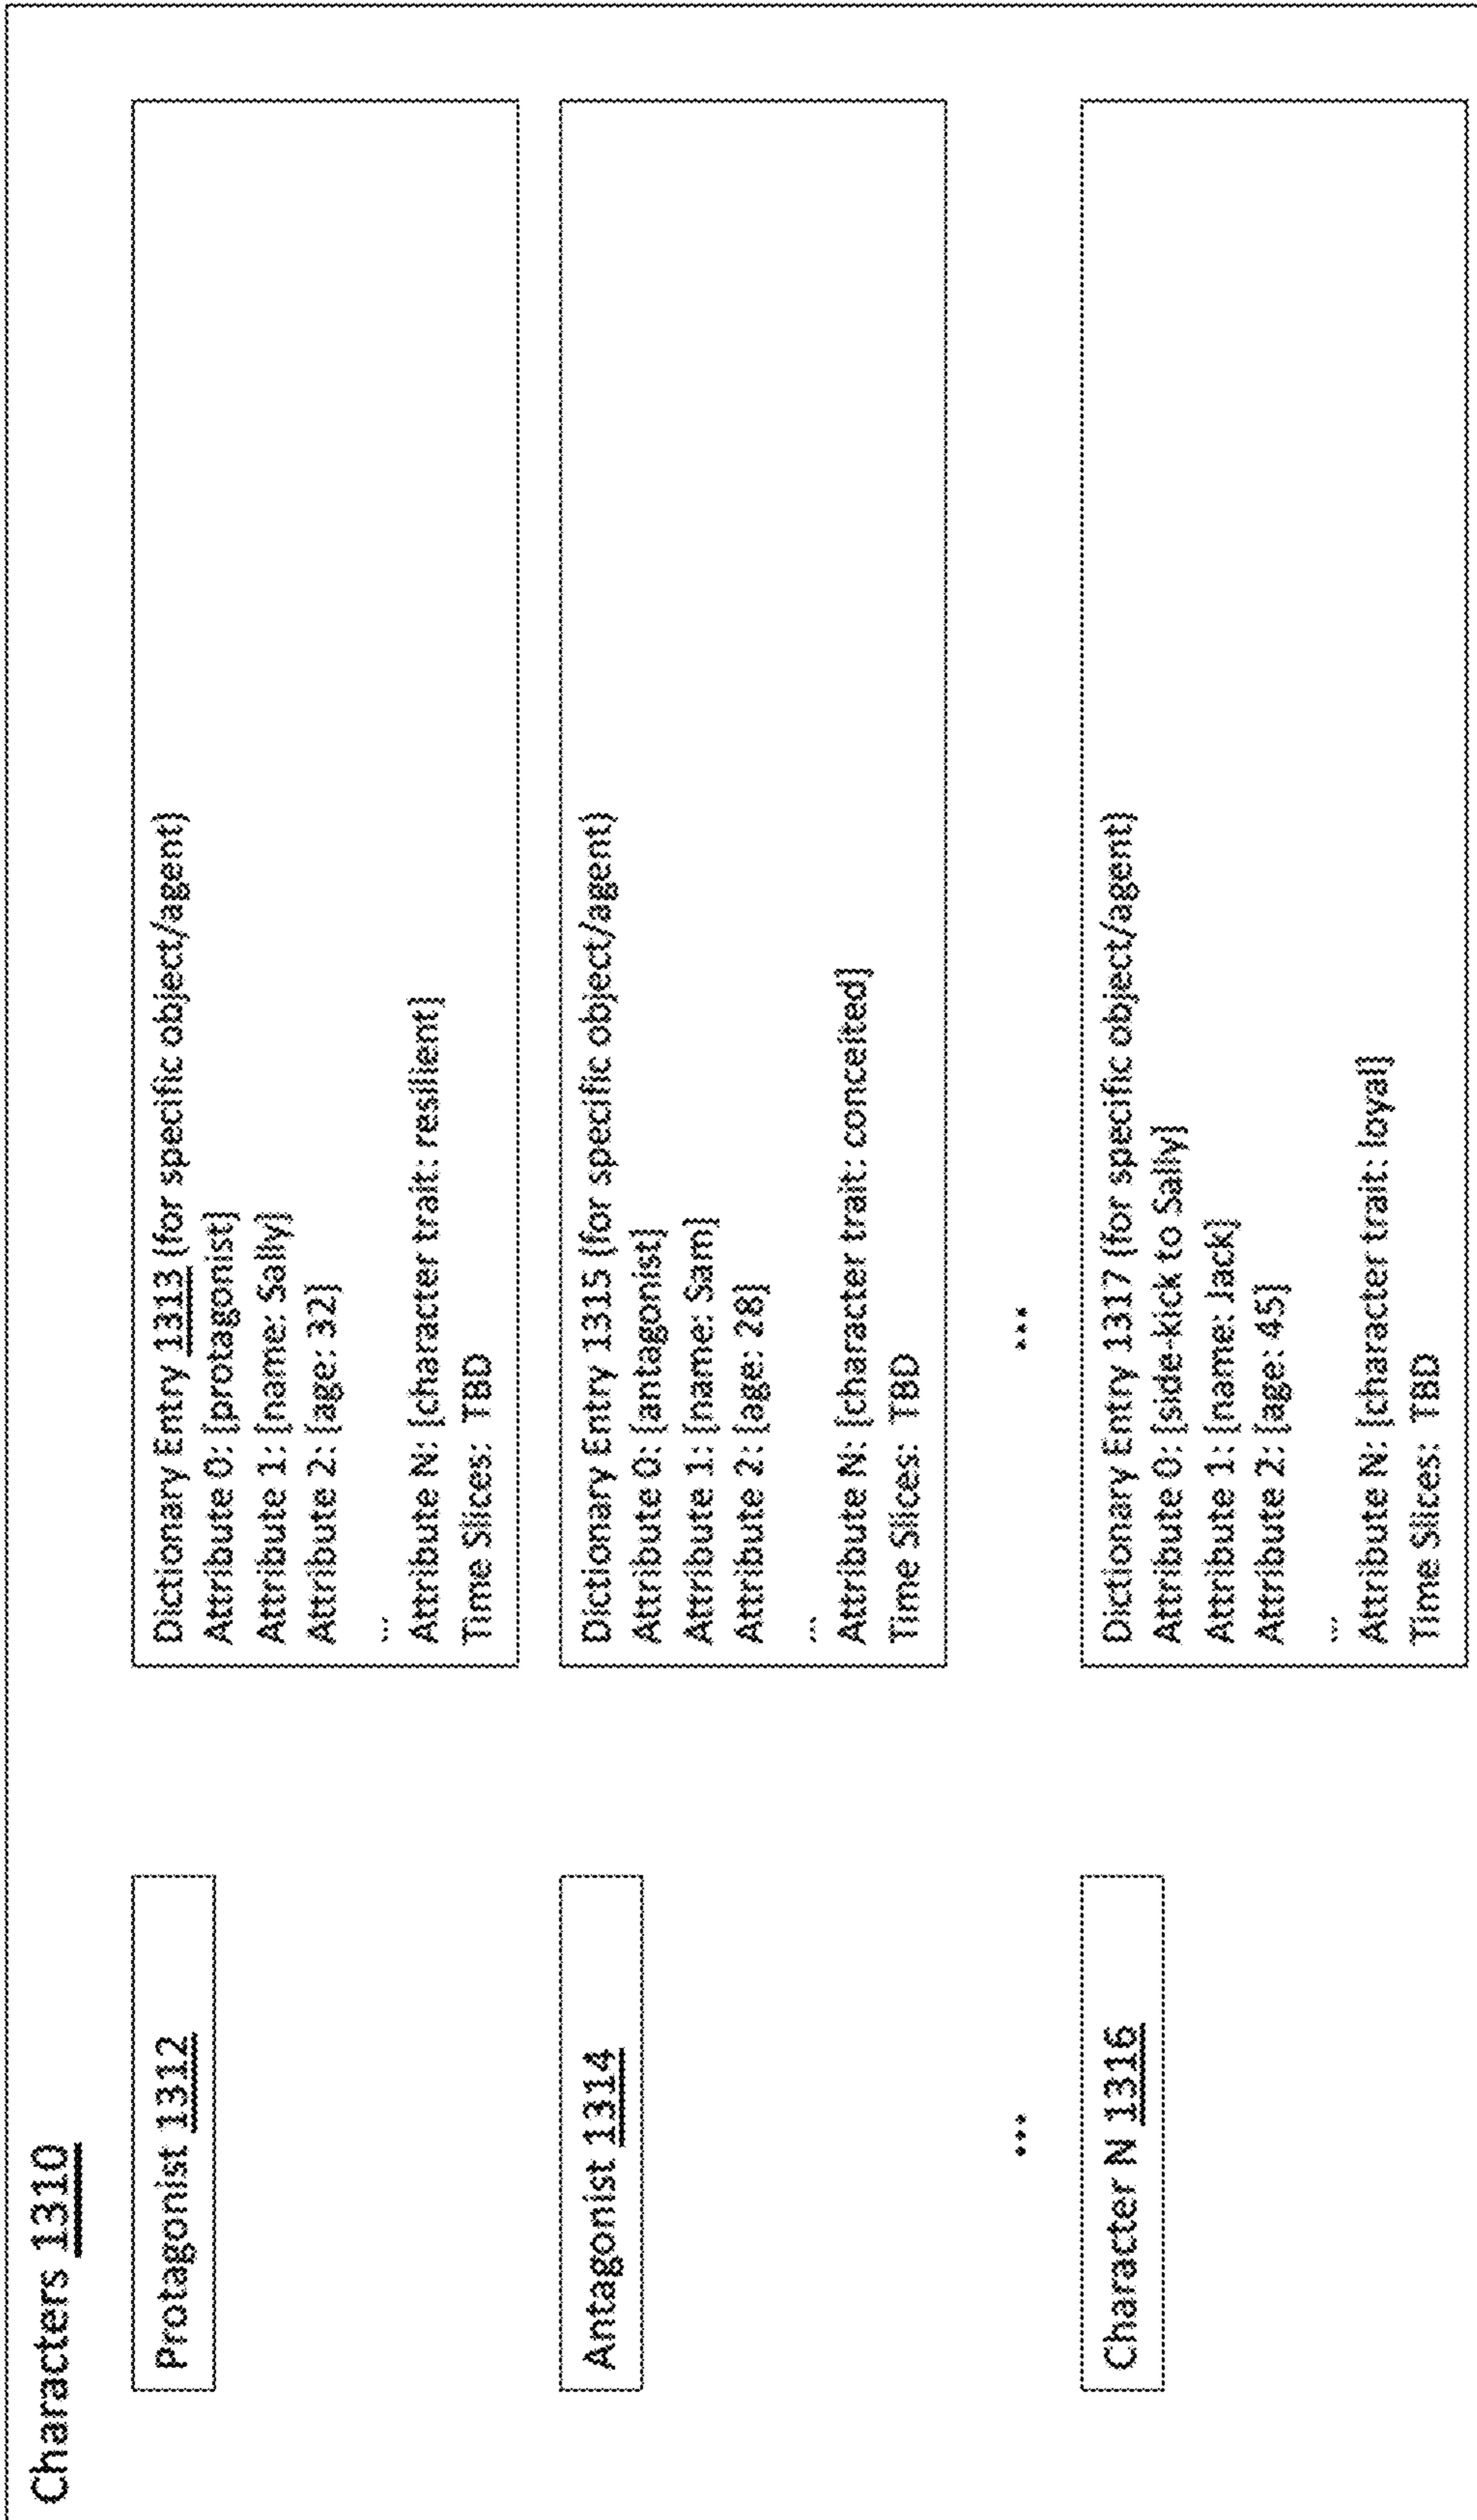 Characters 1310
Protagonist 1312
Dictionary Entry 1313 (for specific object/agent)
Attribute 0: [protagonist]
Attribute 1: [name: Sally]
Attribute 2: [age: 32]
...
Attribute N: [character trait: resilient]
Time Slices: TBD
Antagonist 1314
Dictionary Entry 1315 (for specific object/agent)
Attribute 0: [antagonist]
Attribute 1: [name: Sam]
Attribute 2: [age: 28]
...
Attribute N: [character trait: conceited]
Time Slices: TBD
... ...
Character N 1316
Dictionary Entry 1317 (for specific object/agent)
Attribute 0: [side-kick to Sally]
Attribute 1: [name: Jack]
Attribute 2: [age: 45]
...
Attribute N: [character trait: loyal]
Time Slices: TBD